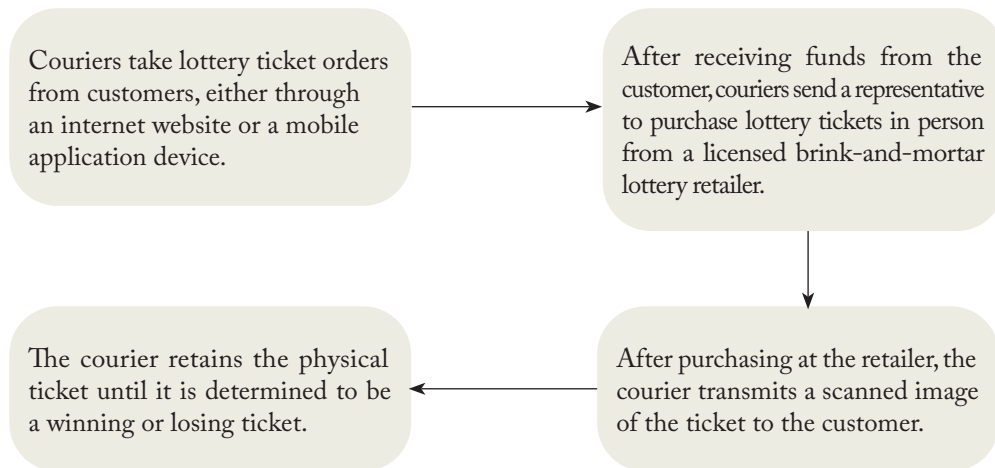 Couriers take lottery ticket orders
from customers, either through
an internet website or a mobile
application device.
After receiving funds from the
customer, couriers send a representative
to purchase lottery tickets in person
from a licensed brink-and-mortar
lottery retailer.
After purchasing at the retailer, the
courier transmits a scanned image
of the ticket to the customer.
The courier retains the physical
ticket until it is determined to be
a winning or losing ticket.